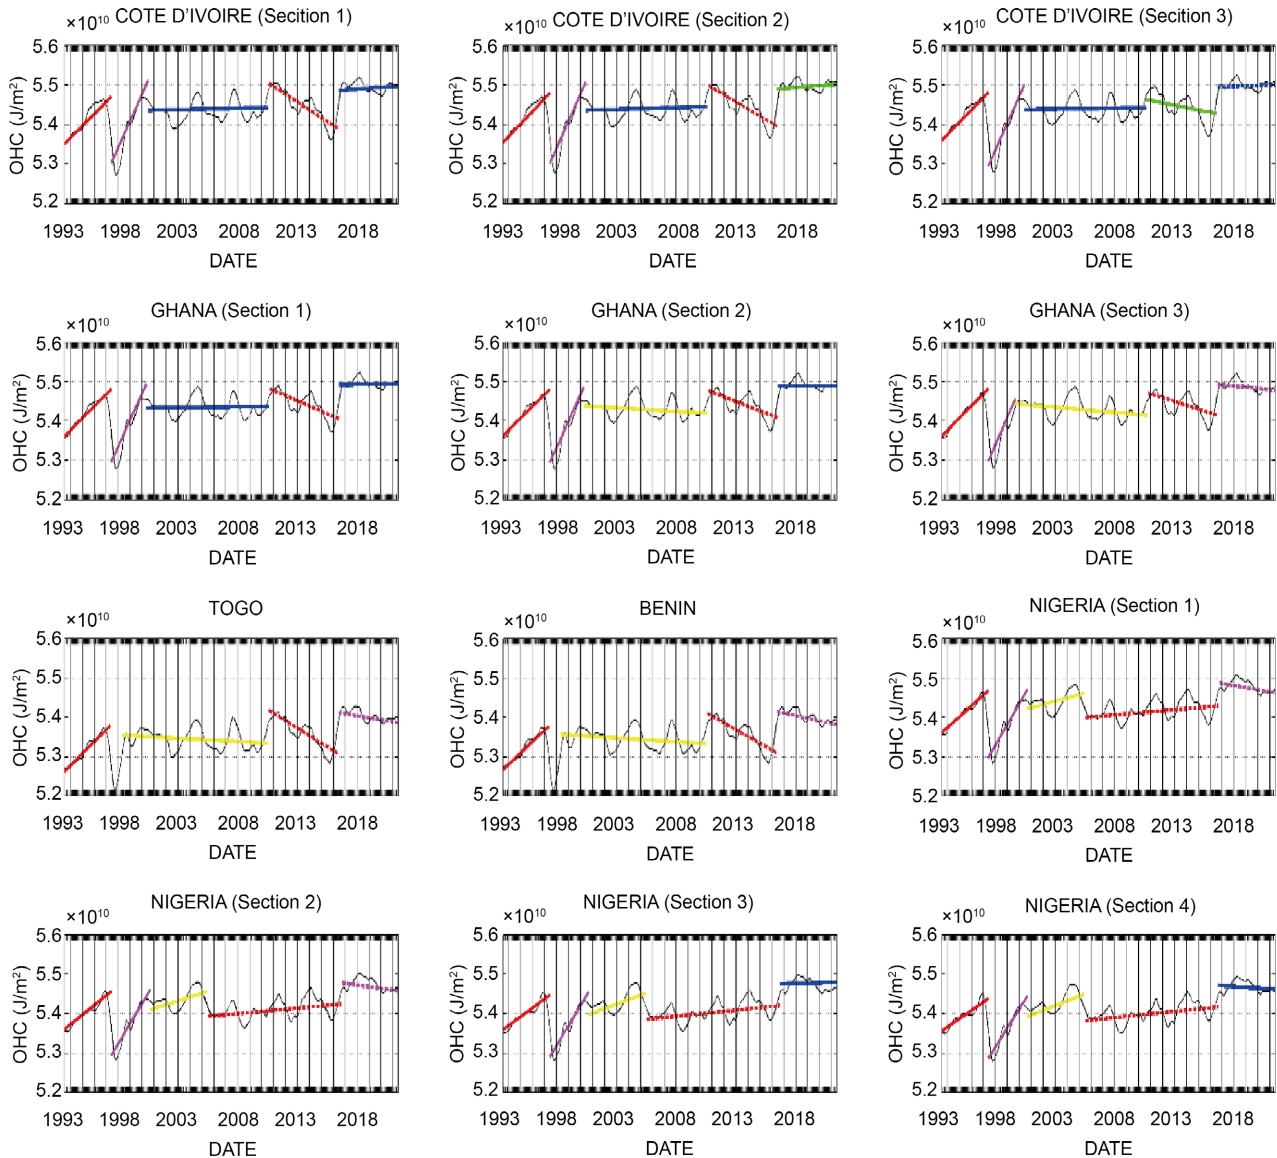 COTE D'IVOIRE (Section 1)
×10¹⁰
5.6
5.5
5.4
5.3
5.2
OHC (J/m²)
1993 1998 2003 2008 2013 2018
DATE
COTE D'IVOIRE (Section 2)
×10¹⁰
5.6
5.5
5.4
5.3
5.2
OHC (J/m²)
1993 1998 2003 2008 2013 2018
DATE
COTE D'IVOIRE (Section 3)
×10¹⁰
5.6
5.5
5.4
5.3
5.2
OHC (J/m²)
1993 1998 2003 2008 2013 2018
DATE
GHANA (Section 1)
×10¹⁰
5.6
5.5
5.4
5.3
5.2
OHC (J/m²)
1993 1998 2003 2008 2013 2018
DATE
GHANA (Section 2)
×10¹⁰
5.6
5.5
5.4
5.3
5.2
OHC (J/m²)
1993 1998 2003 2008 2013 2018
DATE
GHANA (Section 3)
×10¹⁰
5.6
5.5
5.4
5.3
5.2
OHC (J/m²)
1993 1998 2003 2008 2013 2018
DATE
TOGO
×10¹⁰
5.6
5.5
5.4
5.3
5.2
OHC (J/m²)
1993 1998 2003 2008 2013 2018
DATE
BENIN
×10¹⁰
5.6
5.5
5.4
5.3
5.2
OHC (J/m²)
1993 1998 2003 2008 2013 2018
DATE
NIGERIA (Section 1)
×10¹⁰
5.6
5.5
5.4
5.3
5.2
OHC (J/m²)
1993 1998 2003 2008 2013 2018
DATE
NIGERIA (Section 2)
×10¹⁰
5.6
5.5
5.4
5.3
5.2
OHC (J/m²)
1993 1998 2003 2008 2013 2018
DATE
NIGERIA (Section 3)
×10¹⁰
5.6
5.5
5.4
5.3
5.2
OHC (J/m²)
1993 1998 2003 2008 2013 2018
DATE
NIGERIA (Section 4)
×10¹⁰
5.6
5.5
5.4
5.3
5.2
OHC (J/m²)
1993 1998 2003 2008 2013 2018
DATE